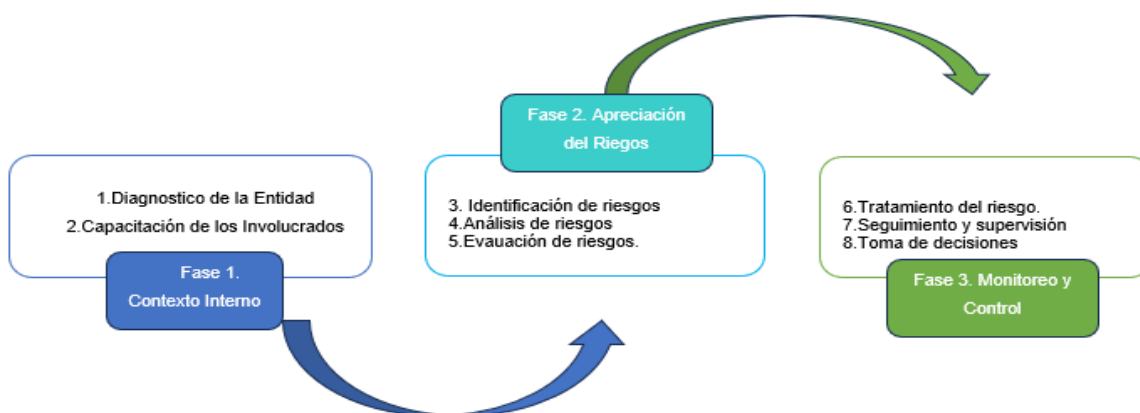 1.Diagnostico de la Entidad
2.Capacitación de los Involucrados
Fase 1.
Contexto Interno
Fase 2. Apreciación
del Riegos
3. Identificación de riesgos
4. Análisis de riesgos
5. Evauación de riesgos.
6.Tratamiento del riesgo.
7.Seguimiento y supervisión
8.Toma de decisiones
Fase 3. Monitoreo y
Control